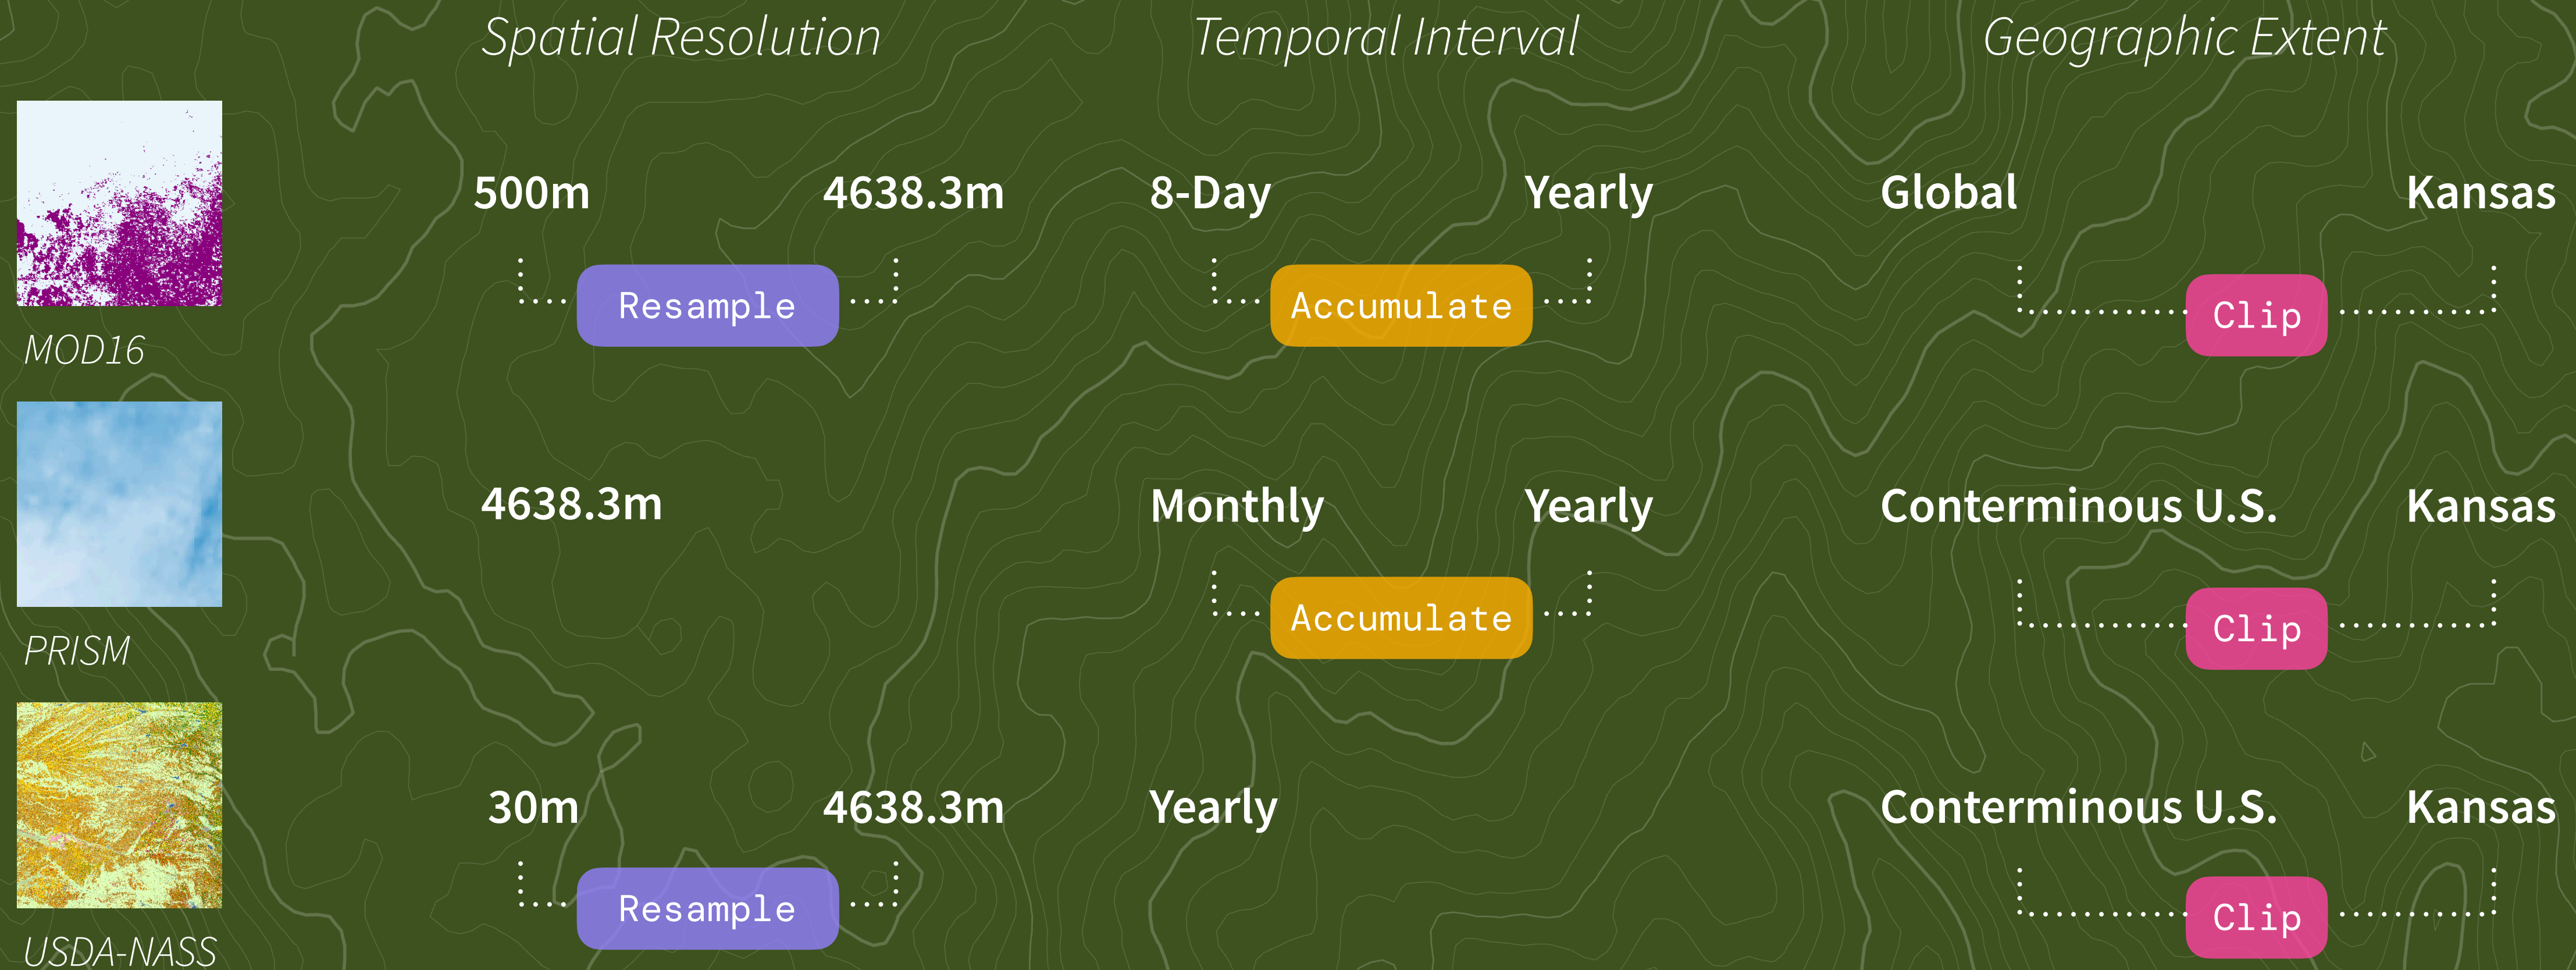 Spatial Resolution
Temporal Interval
Geographic Extent
500m
4638.3m
8-Day
Yearly
Global
Kansas
Resample
Accumulate
Clip
MOD16
4638.3m
Monthly
Yearly
Conterminous U.S.
Kansas
Accumulate
Clip
PRISM
30m
4638.3m
Yearly
Conterminous U.S.
Kansas
Resample
Clip
USDA-NASS